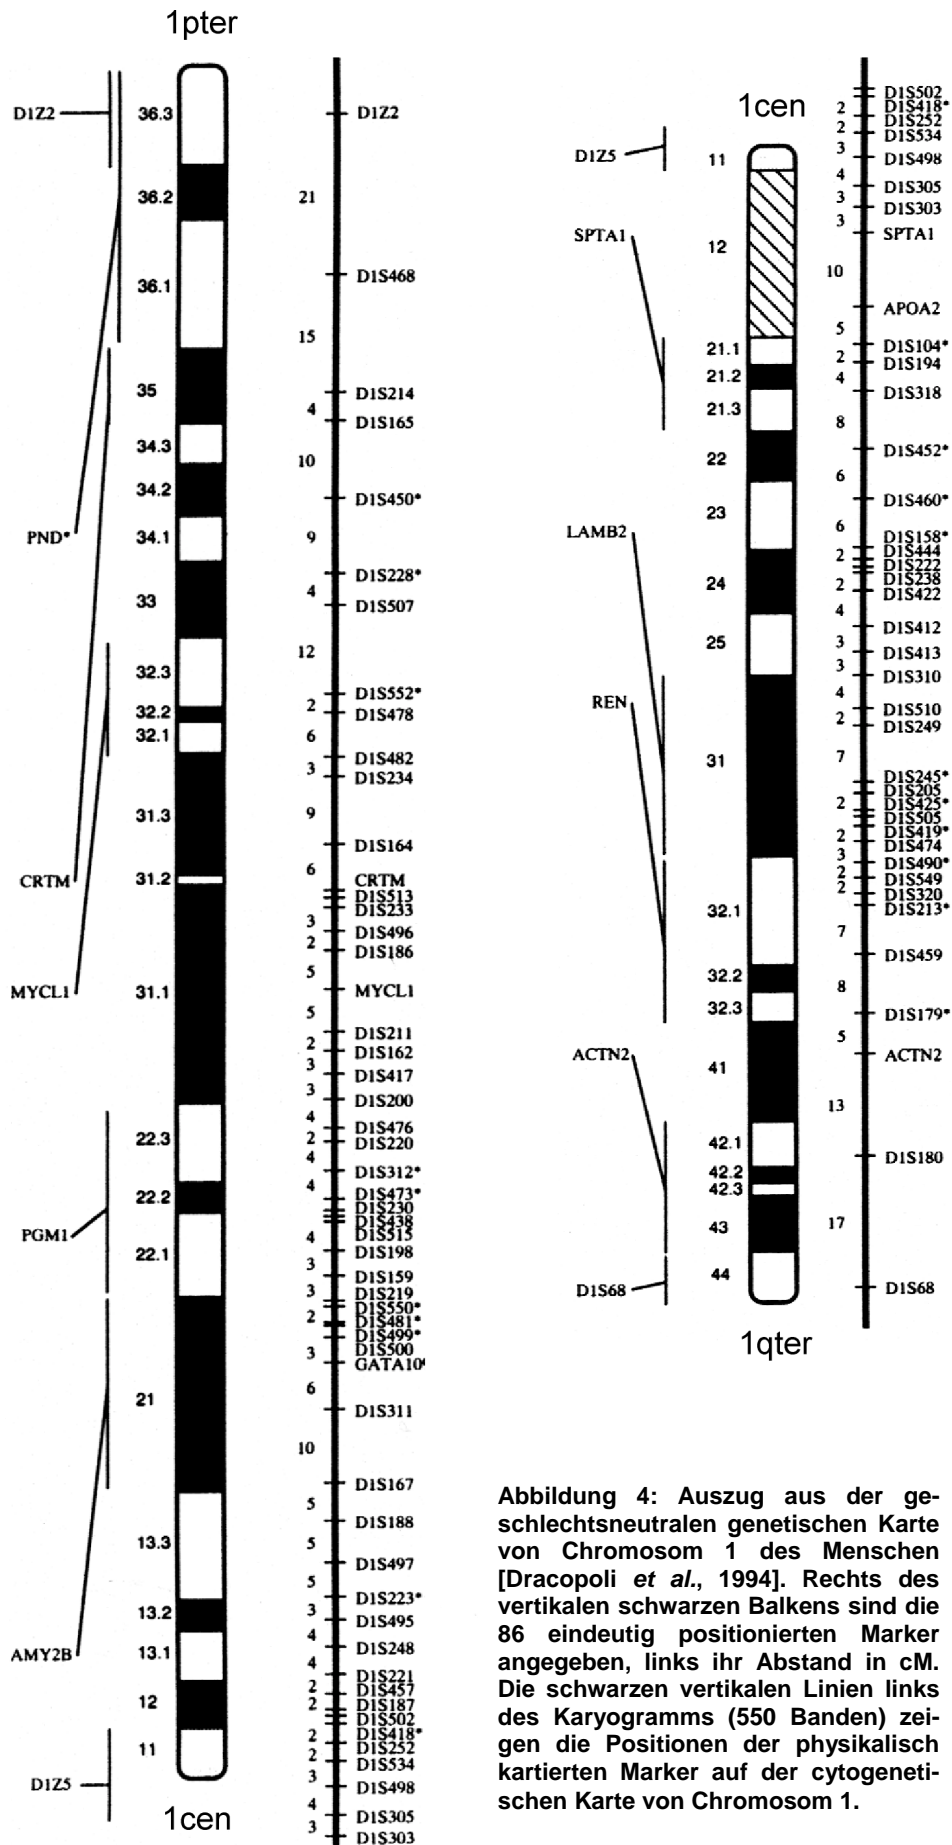 1pter
D1Z2
36.3
36.2
36.1
35
34.3
34.2
34.1
PND*
33
32.3
32.2
32.1
31.3
31.2
CRTM
MYCL1
31.1
22.3
22.2
PGM1
22.1
21
13.3
13.2
AMY2B
13.1
12
11
D1Z5
1cen
D1Z2
21
D1S468
15
D1S214
4
D1S165
10
D1S450*
9
D1S228*
4
D1S507
12
D1S552*
2
D1S478
6
D1S482
3
D1S234
9
D1S164
6
CRTM
D1S513
D1S233
3
D1S496
2
D1S186
5
MYCL1
5
D1S211
2
D1S162
3
D1S417
3
D1S200
4
D1S476
2
D1S220
4
D1S312*
4
D1S473*
D1S230
D1S438
4
D1S515
D1S198
3
D1S159
3
D1S219
D1S550*
2
D1S481*
D1S499*
3
D1S500
GATA10
6
D1S311
10
D1S167
5
D1S188
5
D1S497
5
D1S223*
3
D1S495
4
D1S248
4
D1S221
2
D1S457
2
D1S187
D1S502
2
D1S418*
D1S252
2
D1S534
3
D1S498
4
D1S305
3
D1S303
1cen
D1Z5
11
SPTA1
12
21.1
21.2
21.3
22
23
LAMB2
24
25
REN
31
32.1
32.2
32.3
ACTN2
41
42.1
42.2
42.3
43
44
D1S68
1qter
D1S502
2
D1S418*
D1S252
2
D1S534
3
D1S498
4
D1S305
3
D1S303
3
SPTA1
10
APOA2
5
D1S104*
2
D1S194
4
D1S318
8
D1S452*
6
D1S460*
6
D1S158*
2
D1S444
D1S222
D1S238
2
D1S422
4
D1S412
3
D1S413
3
D1S310
4
D1S510
2
D1S249
7
D1S245*
D1S205
2
D1S425*
D1S505
D1S419*
2
D1S474
3
D1S490*
2
D1S549
2
D1S320
D1S213*
7
D1S459
8
D1S179*
5
ACTN2
13
D1S180
17
D1S68
Abbildung 4: Auszug aus der ge-
schlechtsneutralen genetischen Karte
von Chromosom 1 des Menschen
[Dracopoli et al., 1994]. Rechts des
vertikalen schwarzen Balkens sind die
86 eindeutig positionierten Marker
angegeben, links ihr Abstand in cM.
Die schwarzen vertikalen Linien links
des Karyogramms (550 Banden) zei-
gen die Positionen der physikalisch
kartierten Marker auf der cytogeneti-
schen Karte von Chromosom 1.